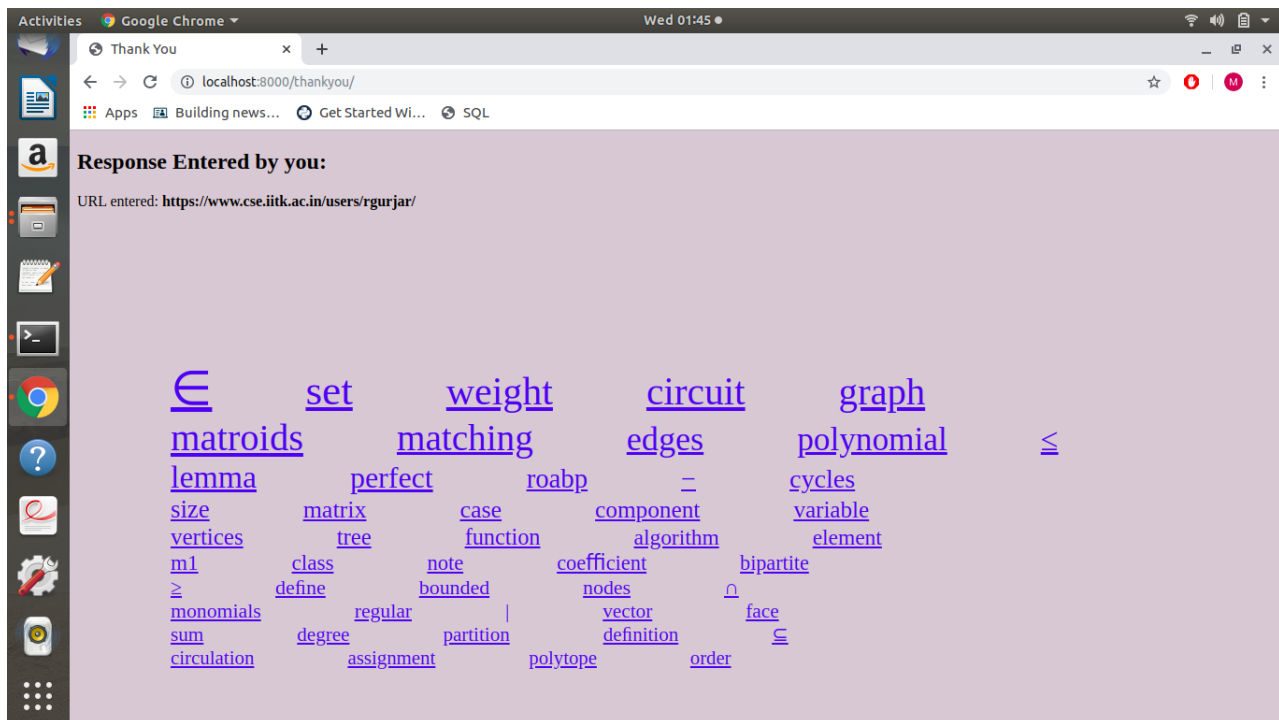 Activities Google Chrome Wed 01:45
Thank You
localhost:8000/thankyou/ M
Apps Building news… Get Started Wi… SQL
Response Entered by you:
URL entered: https://www.cse.iitk.ac.in/users/rgurjar/
∈ set weight circuit graph
matroids matching edges polynomial ≤
lemma perfect roabp − cycles
size matrix case component variable
vertices tree function algorithm element
m1 class note coefficient bipartite
≥ define bounded nodes ∩
monomials regular | vector face
sum degree partition definition ⊆
circulation assignment polytope order